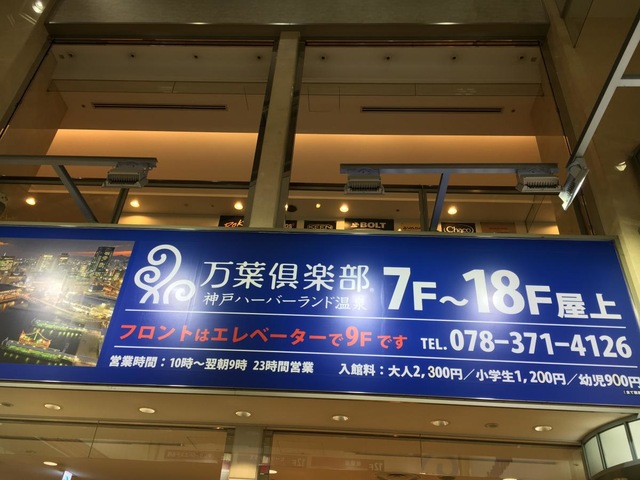 BOLT
Chaco
万葉倶楽部
神戸ハーバーランド温泉
7F〜18F屋上
フロントはエレベーターで9Fです
TEL. 078-371-4126
営業時間：10時〜翌朝9時 23時間営業
入館料：大人2,300円／小学生1,200円／幼児900円